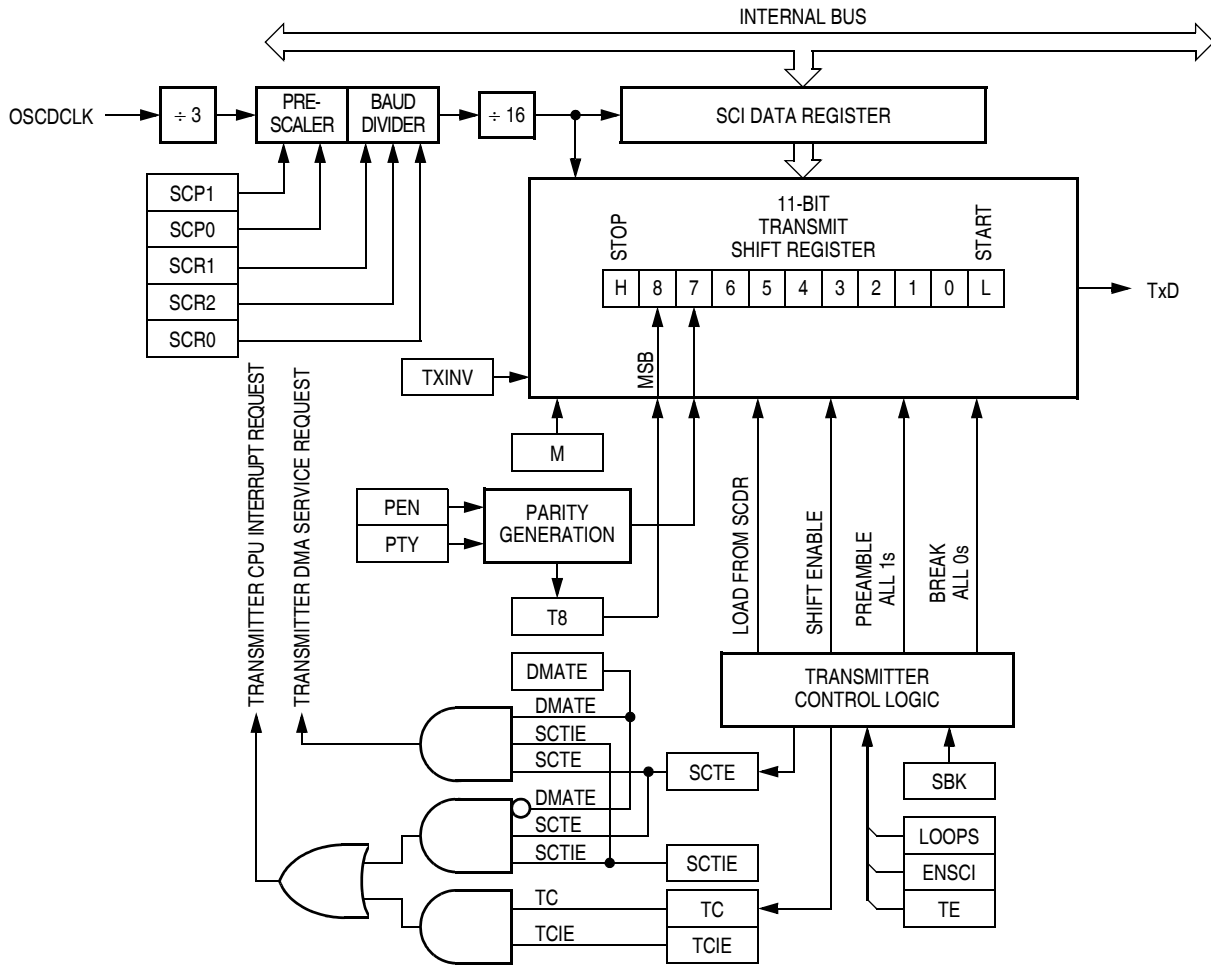 INTERNAL BUS
OSCDCLK
÷ 3
PRE-
SCALER
BAUD
DIVIDER
÷ 16
SCI DATA REGISTER
SCP1
SCP0
SCR1
SCR2
SCR0
11-BIT
TRANSMIT
SHIFT REGISTER
STOP
START
H 8 7 6 5 4 3 2 1 0 L
TxD
MSB
TXINV
M
PEN
PTY
PARITY
GENERATION
T8
TRANSMITTER CPU INTERRUPT REQUEST
TRANSMITTER DMA SERVICE REQUEST
LOAD FROM SCDR
SHIFT ENABLE
PREAMBLE
ALL 1s
BREAK
ALL 0s
TRANSMITTER
CONTROL LOGIC
DMATE
DMATE
SCTIE
SCTE
SCTE
SBK
DMATE
SCTE
SCTIE
SCTIE
LOOPS
ENSCI
TE
TC
TC
TCIE
TCIE